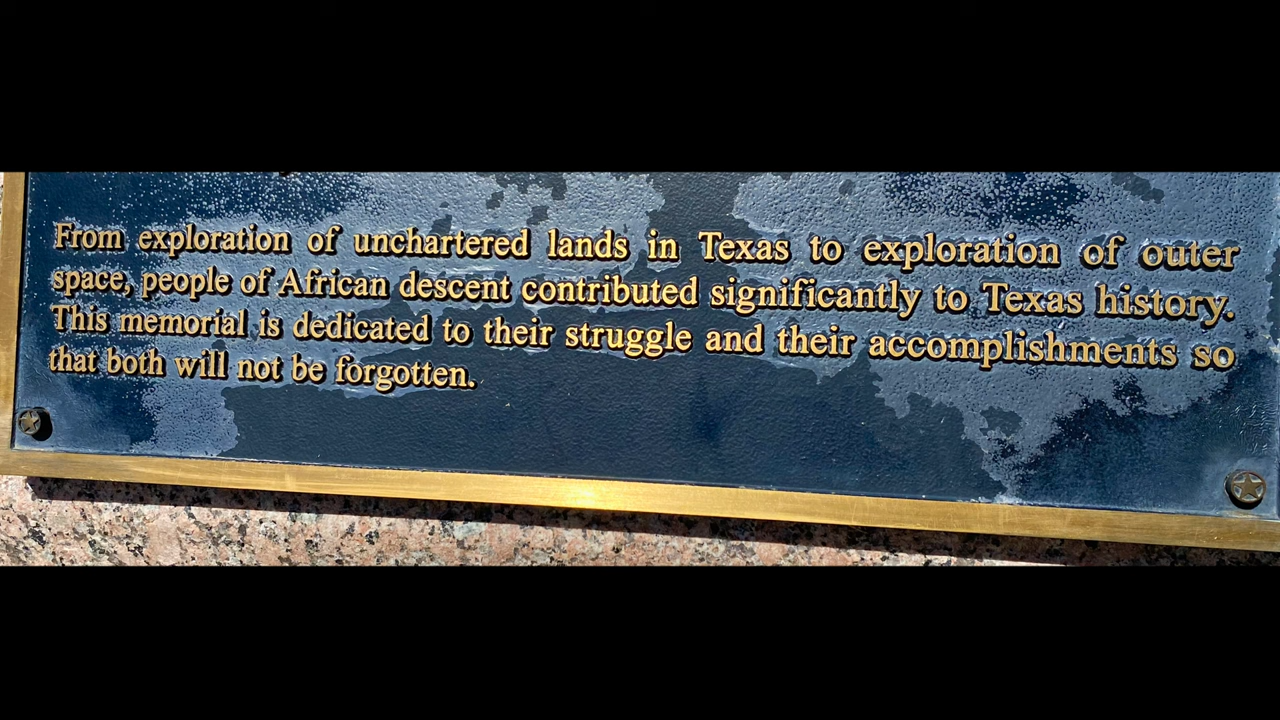 From exploration of unchartered lands in Texas to exploration of outer
space, people of African descent contributed significantly to Texas history.
This memorial is dedicated to their struggle and their accomplishments so
that both will not be forgotten.